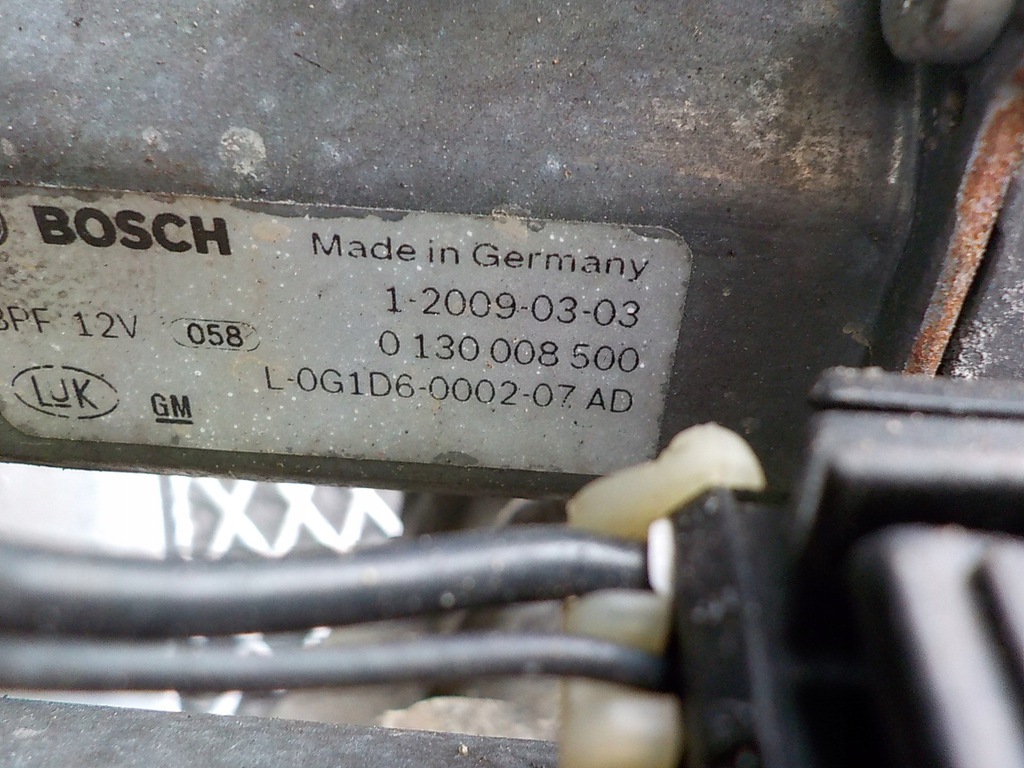 BOSCH
Made in Germany
1-2009-03-03
BPF 12V 058
0 130 008 500
L-0G1D6-0002-07 AD
LJK
GM